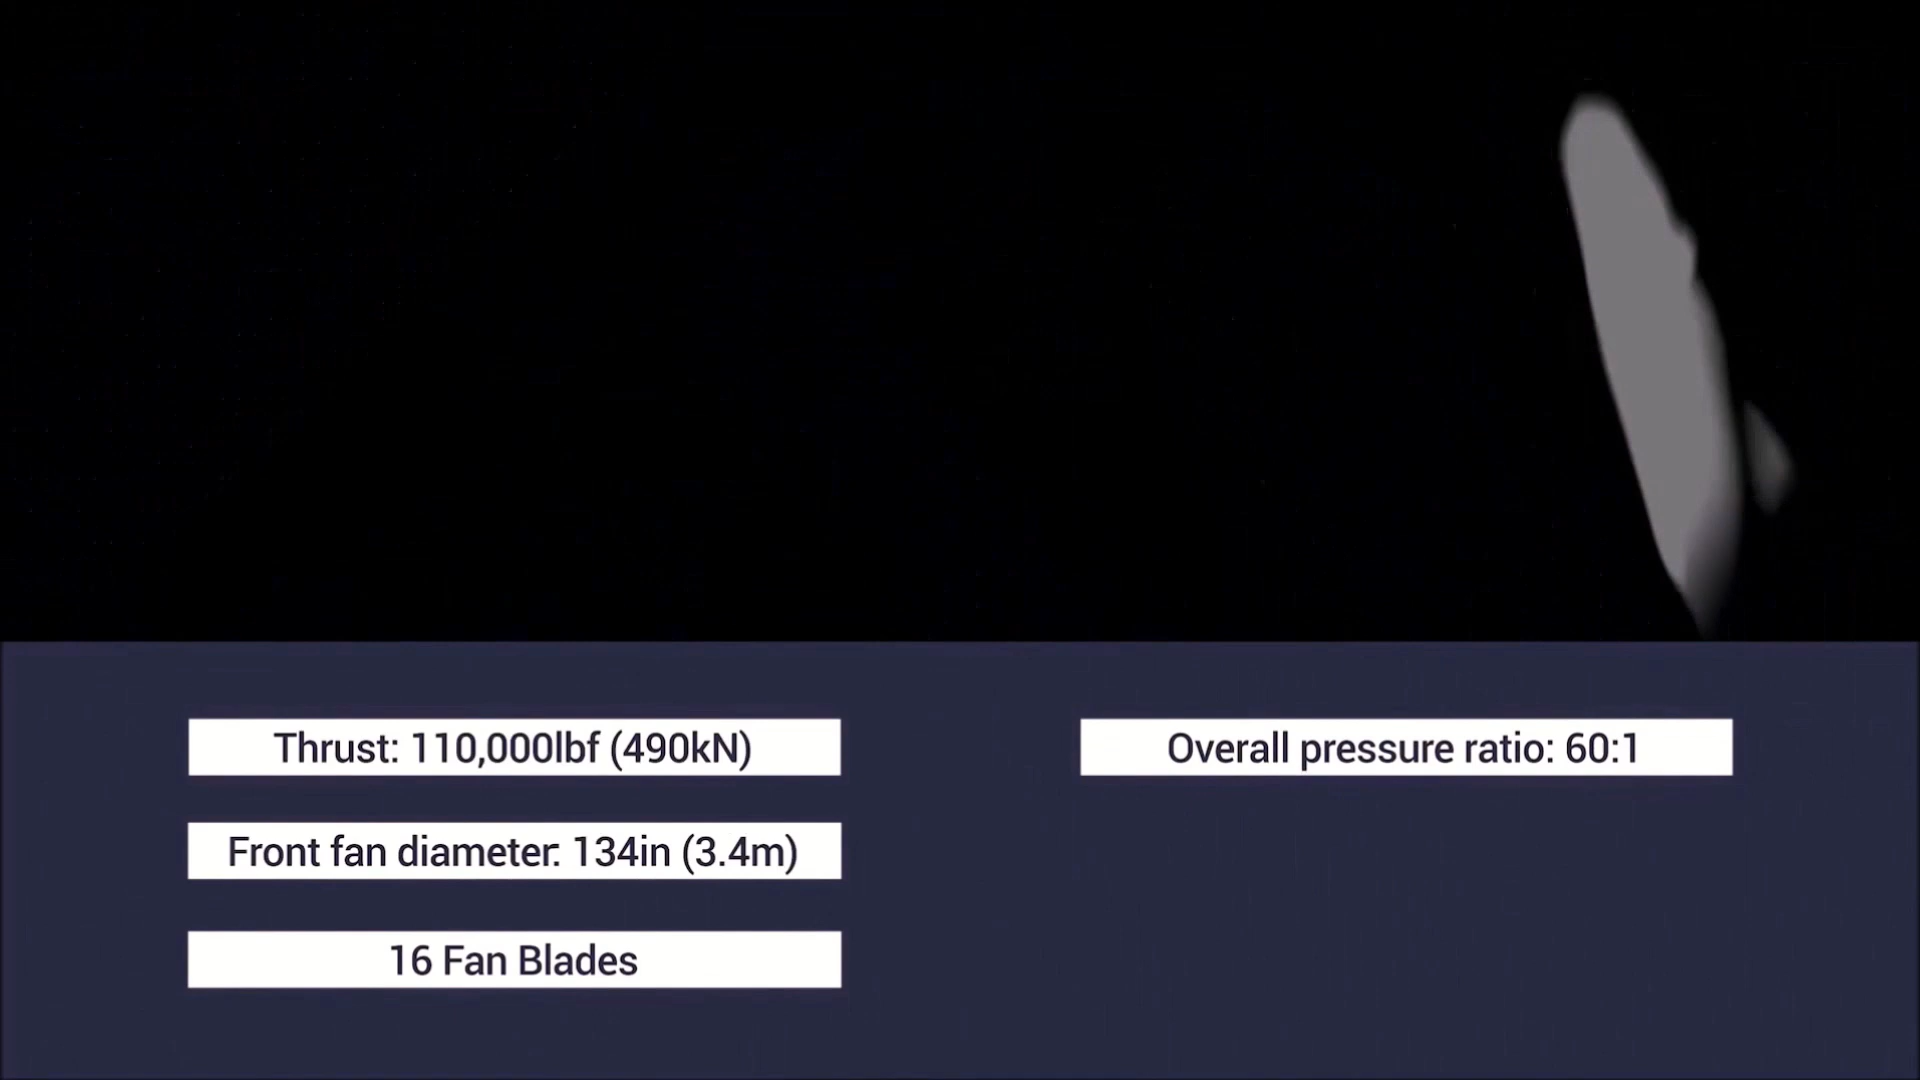 Thrust: 110,000lbf (490kN)
Front fan diameter: 134in (3.4m)
16 Fan Blades
Overall pressure ratio: 60:1